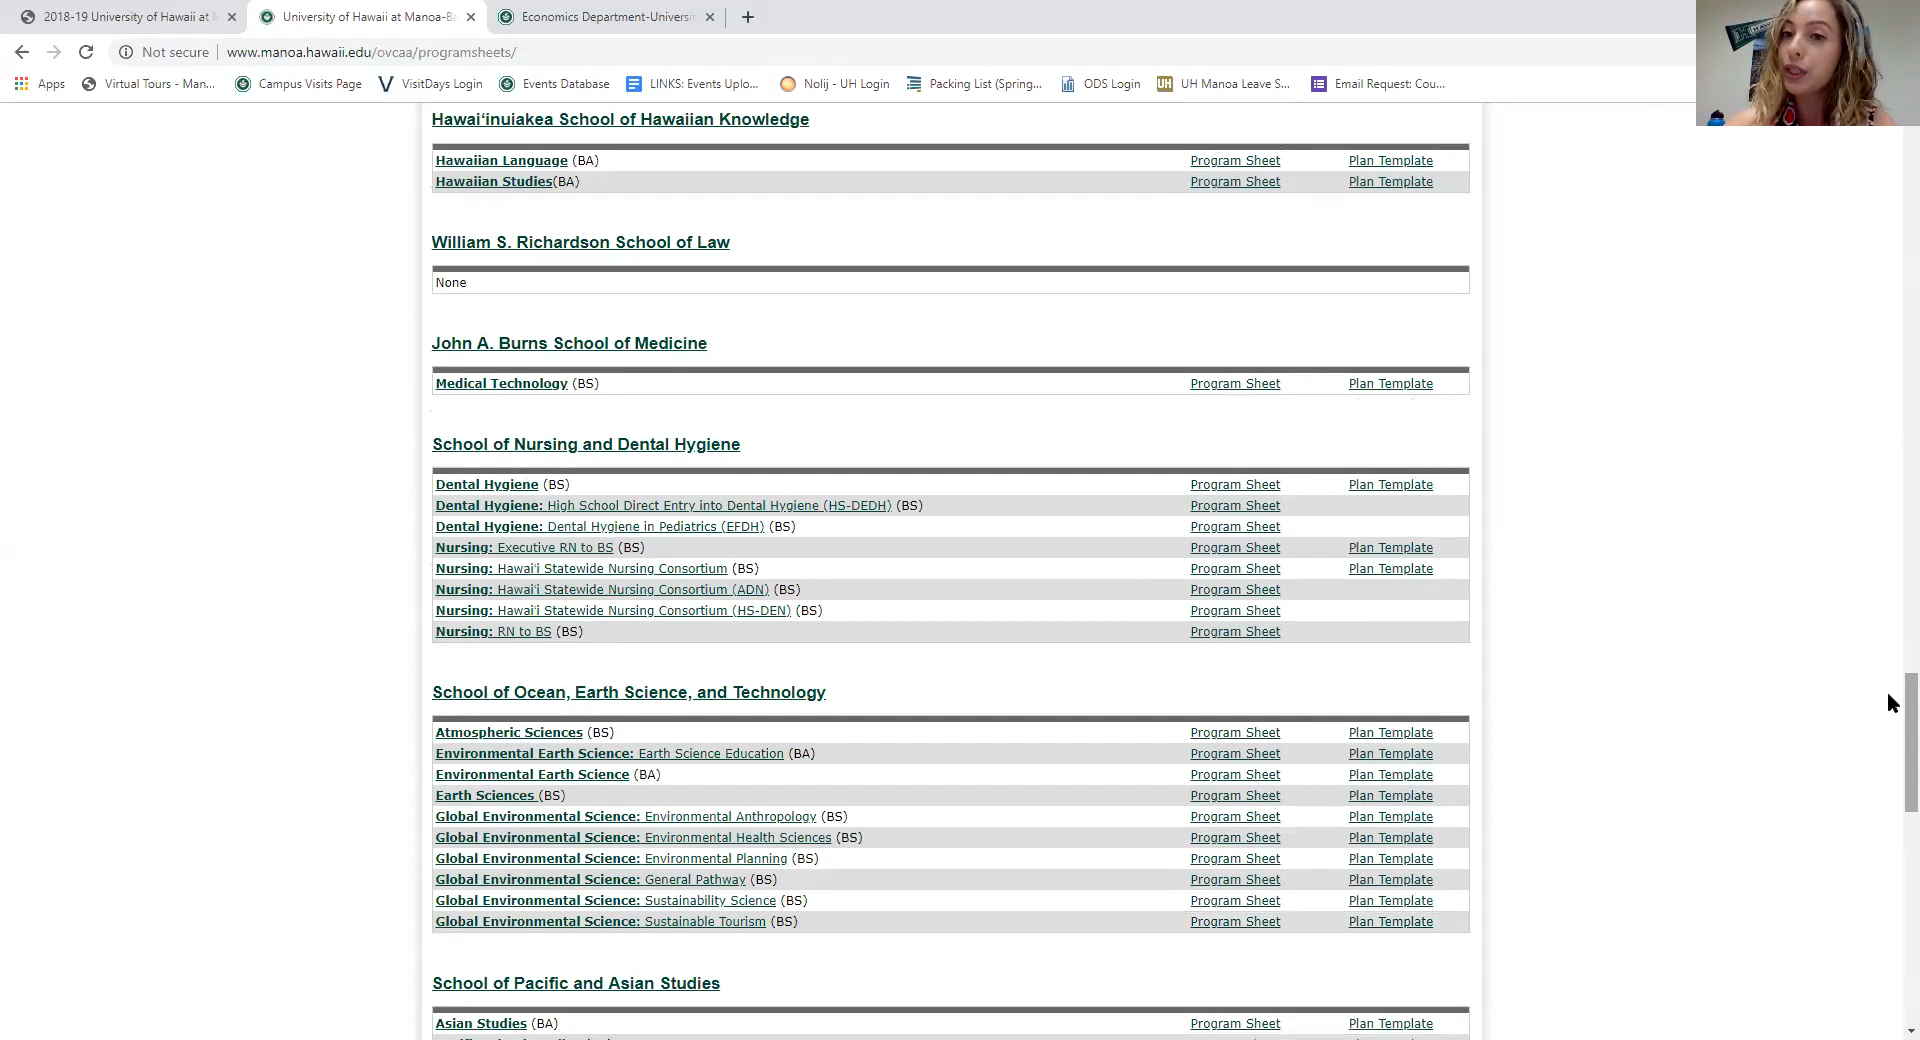 2018-19 University of Hawaii at M
University of Hawaii at Manoa-Ba
Economics Department-Universi
Not secure
www.manoa.hawaii.edu/ovcaa/programsheets/
Apps
Virtual Tours - Man...
Campus Visits Page
VisitDays Login
Events Database
LINKS: Events Uplo...
Nolij - UH Login
Packing List (Spring...
ODS Login
UH Manoa Leave S...
Email Request: Cou...
Hawaiʻinuiakea School of Hawaiian Knowledge
Hawaiian Language (BA) Program Sheet Plan Template
Hawaiian Studies(BA) Program Sheet Plan Template
William S. Richardson School of Law
None
John A. Burns School of Medicine
Medical Technology (BS) Program Sheet Plan Template
School of Nursing and Dental Hygiene
Dental Hygiene (BS) Program Sheet Plan Template
Dental Hygiene: High School Direct Entry into Dental Hygiene (HS-DEDH) (BS) Program Sheet
Dental Hygiene: Dental Hygiene in Pediatrics (EFDH) (BS) Program Sheet
Nursing: Executive RN to BS (BS) Program Sheet Plan Template
Nursing: Hawai'i Statewide Nursing Consortium (BS) Program Sheet Plan Template
Nursing: Hawai'i Statewide Nursing Consortium (ADN) (BS) Program Sheet
Nursing: Hawai'i Statewide Nursing Consortium (HS-DEN) (BS) Program Sheet
Nursing: RN to BS (BS) Program Sheet
School of Ocean, Earth Science, and Technology
Atmospheric Sciences (BS) Program Sheet Plan Template
Environmental Earth Science: Earth Science Education (BA) Program Sheet Plan Template
Environmental Earth Science (BA) Program Sheet Plan Template
Earth Sciences (BS) Program Sheet Plan Template
Global Environmental Science: Environmental Anthropology (BS) Program Sheet Plan Template
Global Environmental Science: Environmental Health Sciences (BS) Program Sheet Plan Template
Global Environmental Science: Environmental Planning (BS) Program Sheet Plan Template
Global Environmental Science: General Pathway (BS) Program Sheet Plan Template
Global Environmental Science: Sustainability Science (BS) Program Sheet Plan Template
Global Environmental Science: Sustainable Tourism (BS) Program Sheet Plan Template
School of Pacific and Asian Studies
Asian Studies (BA) Program Sheet Plan Template